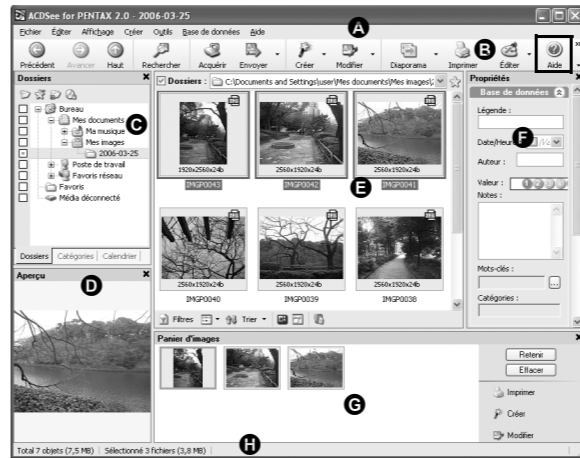 ACDSee for PENTAX 2.0 - 2006-03-25
Fichier Éditer Affichage Créer Outils Base de données Aide
A
Précédent Avancer Haut Rechercher Acquérir Envoyer Créer Modifier Diaporama Imprimer Éditer Aide
B
Dossiers
Bureau
Mes documents
C
Ma musique
Mes images
2006-03-25
Poste de travail
Favoris réseau
Favoris
Média déconnecté
Dossiers Catégories Calendrier
Aperçu
D
Dossiers : C:\Documents and Settings\user\Mes documents\Mes images\
1920x2560x24b 1920x2560x24b 2560x1920x24b
E
IMGP0043 IMGP0042 IMGP0041
2560x1920x24b 2560x1920x24b 2560x1920x24b
IMGP0040 IMGP0039 IMGP0038
Filtres Trier
Propriétés
Base de données
Légende :
F
Date/Heure
Auteur :
Valeur : 1 2 3
Notes :
Mots-clés :
...
Catégories :
Panier d'images
G
Retenir
Effacer
Imprimer
Créer
Modifier
H
Total 7 objets (7,5 MB) Sélectionné 3 fichiers (3,8 MB)